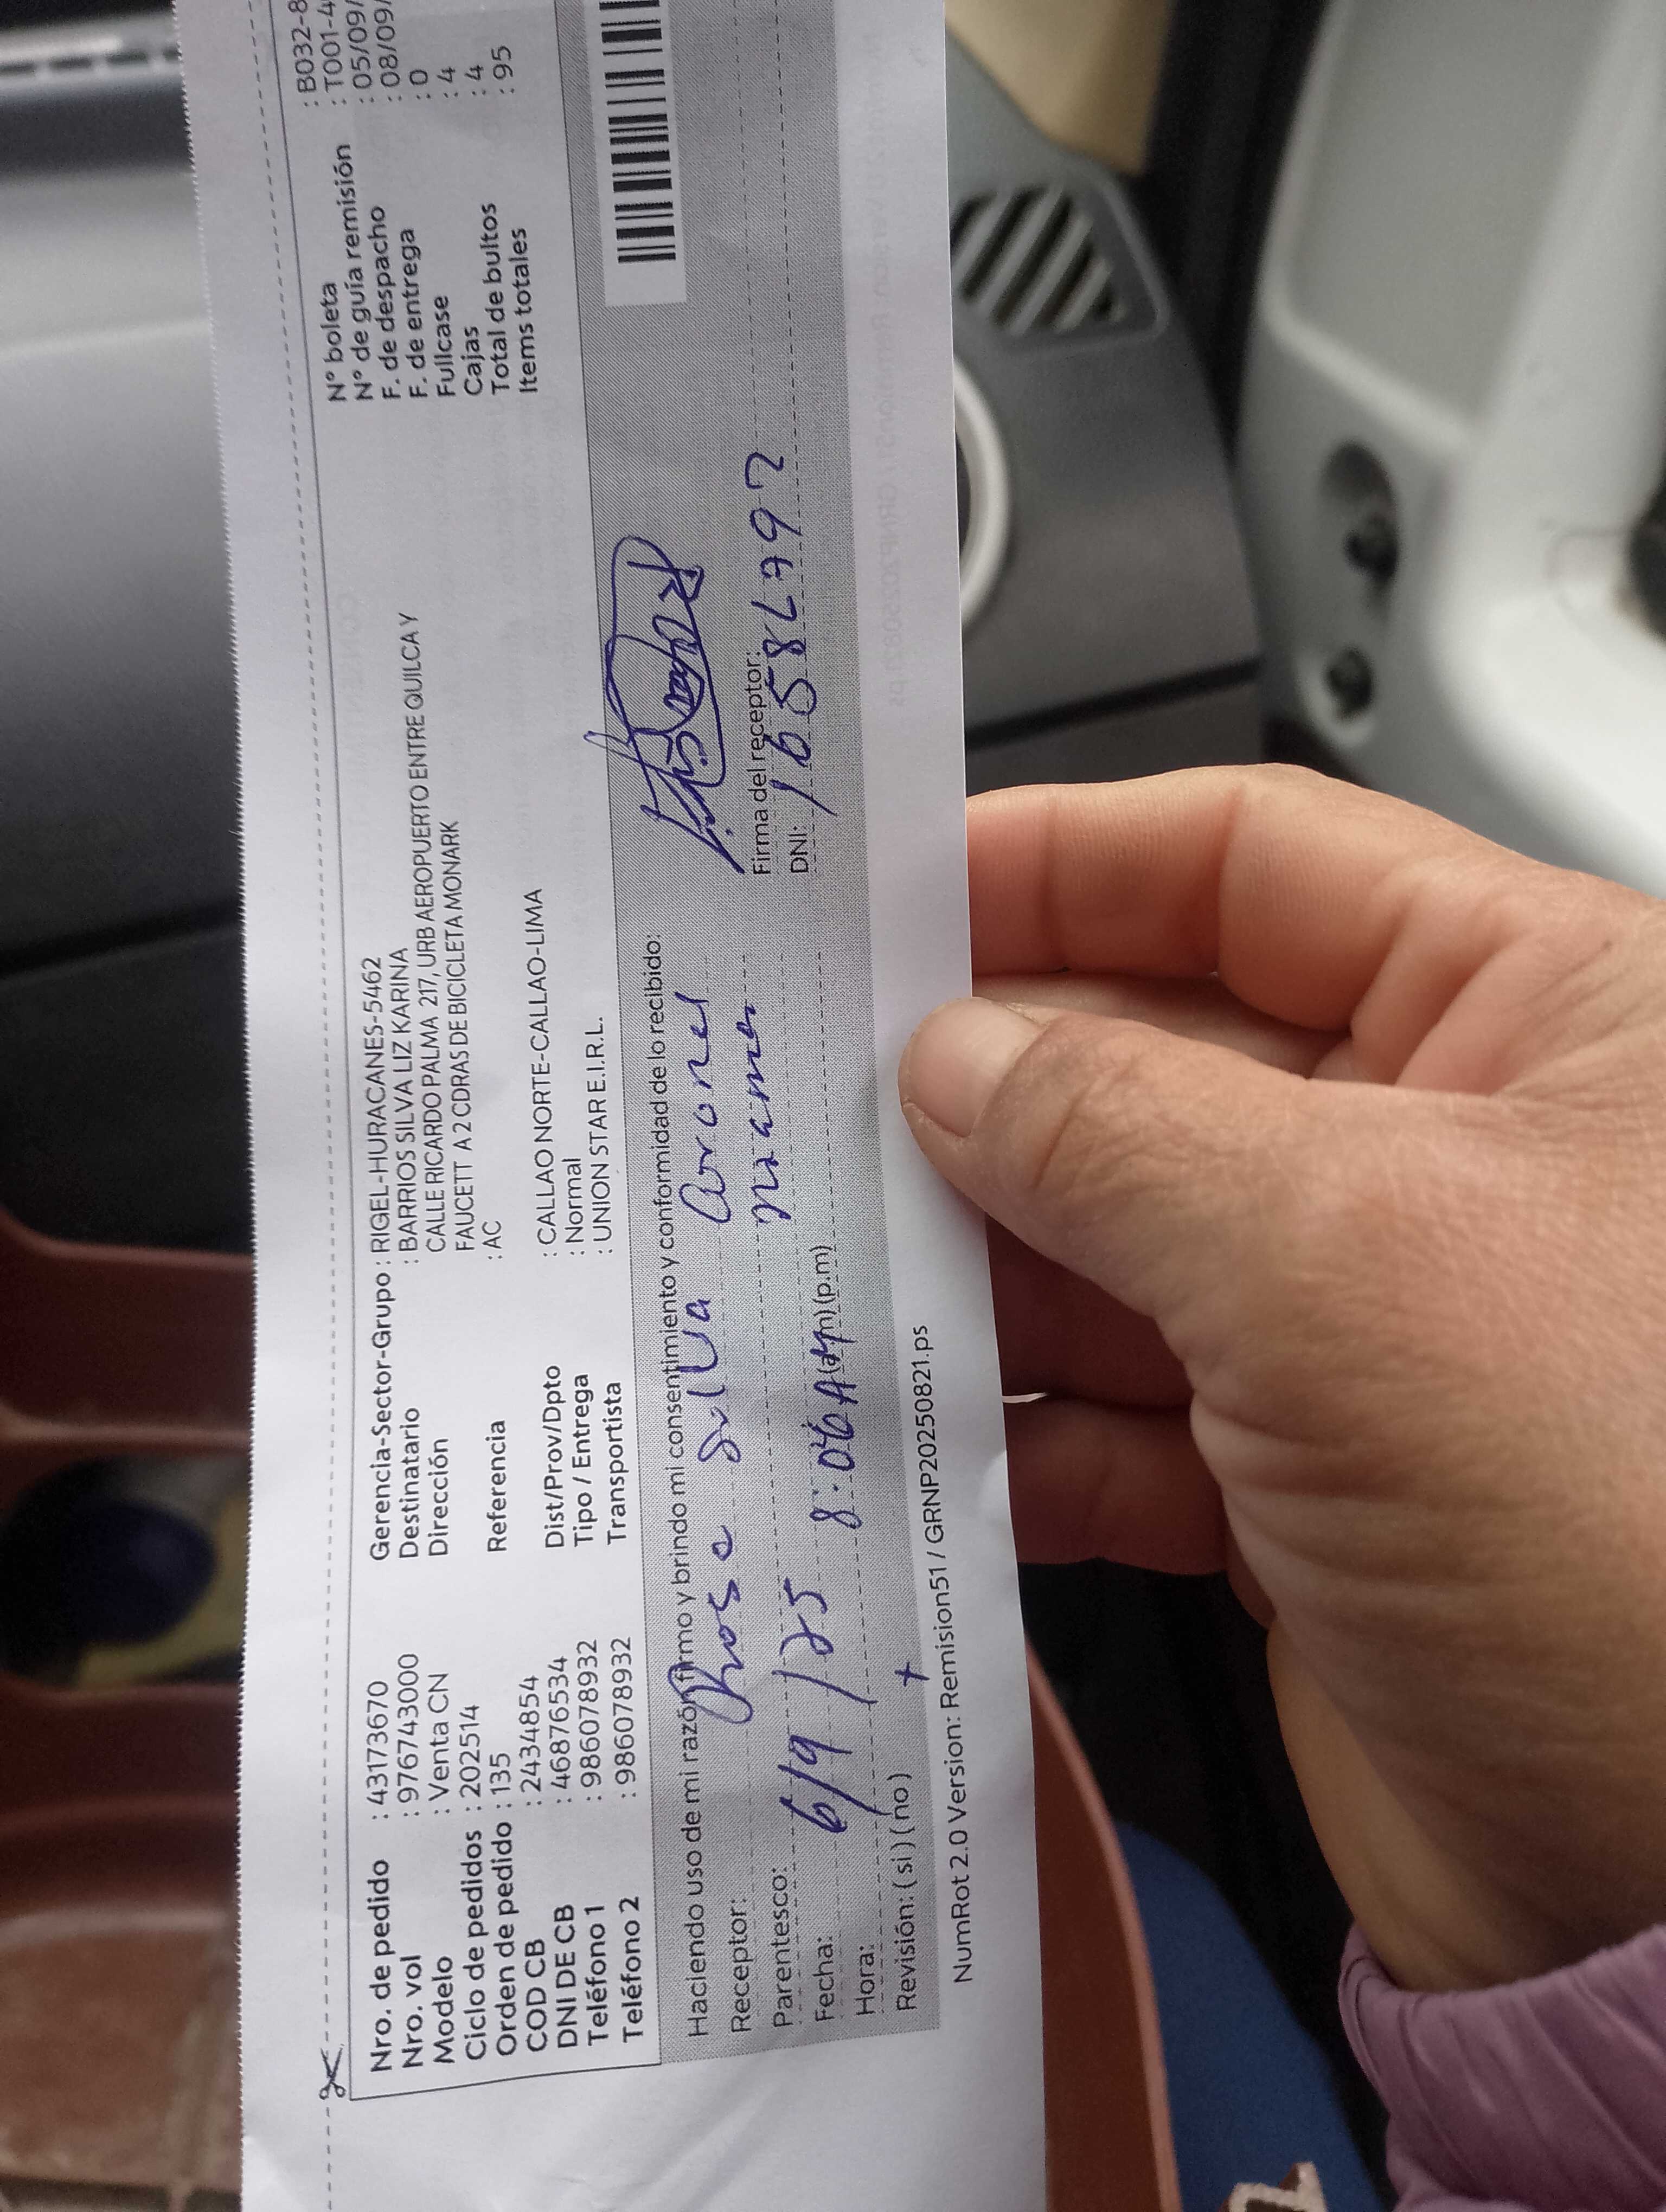 Nro. de pedido : 43173670
Nro. vol : 976743000
Modelo : Venta CN
Ciclo de pedidos : 202514
Orden de pedido : 135
COD CB : 2434854
DNI DE CB : 46876534
Teléfono 1 : 986078932
Teléfono 2 : 986078932
Gerencia-Sector-Grupo : RIGEL-HURACANES-5462
Destinatario : BARRIOS SILVA LIZ KARINA
Dirección CALLE RICARDO PALMA 217, URB AEROPUERTO ENTRE QUILCA Y
FAUCETT A 2 CDRAS DE BICICLETA MONARK
Referencia : AC
Dist/Prov/Dpto : CALLAO NORTE-CALLAO-LIMA
Tipo / Entrega : Normal
Transportista : UNION STAR E.I.R.L.
N° boleta : B032-8
N° de guía remisión : T001-4
F. de despacho : 05/09/
F. de entrega : 08/09/
Fullcase : 0
Cajas : 4
Total de bultos : 4
Items totales : 95
Haciendo uso de mi razón firmo y brindo mi consentimiento y conformidad de lo recibido:
Receptor: Rosa Silva Coronel
Parentesco: mama
Fecha: 6/9/25 8:06 A (a.m) (p.m)
Hora:
Revisión: (si) (no)
Firma del receptor:
DNI:
NumRot 2.0 Version: Remision51 / GRNP20250821.ps